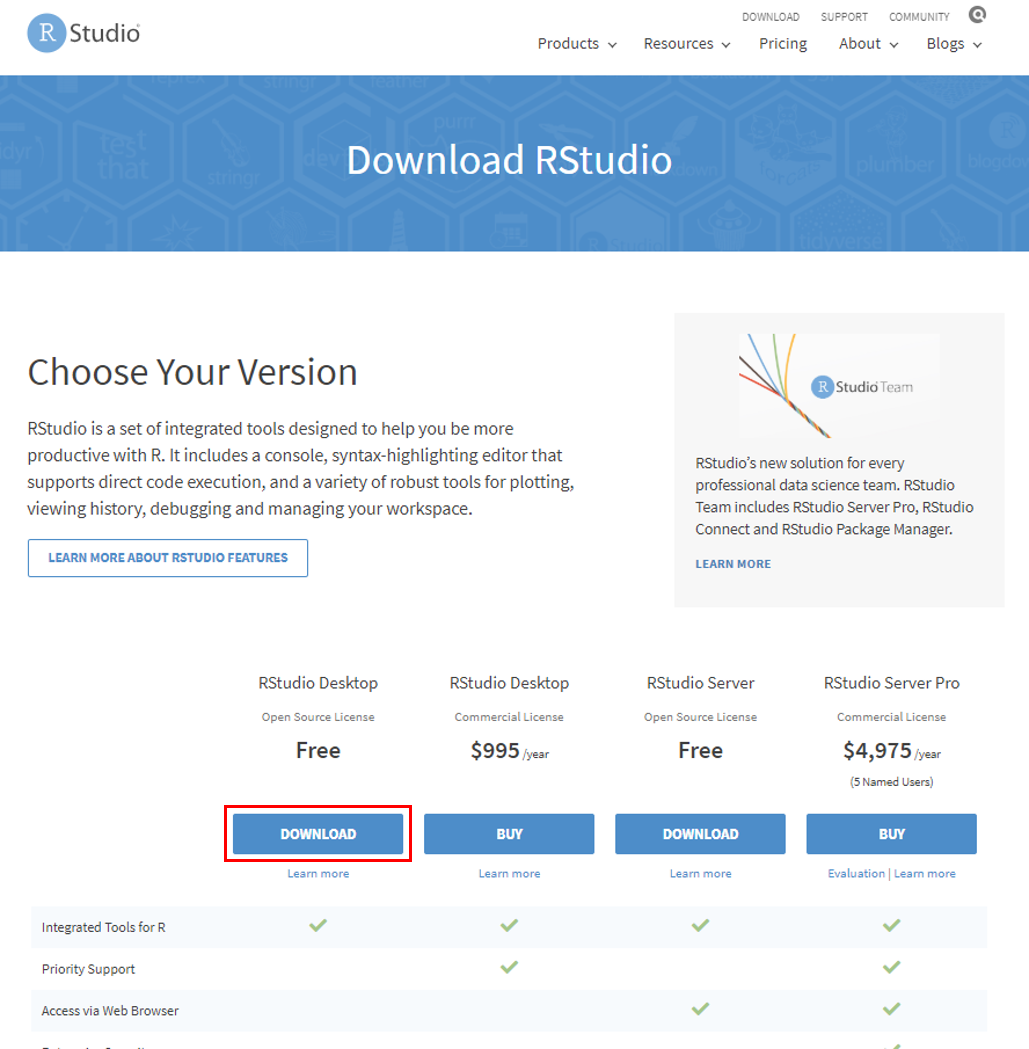 R Studio
DOWNLOAD SUPPORT COMMUNITY
Products Resources Pricing About Blogs
Download RStudio
Choose Your Version
RStudio is a set of integrated tools designed to help you be more
productive with R. It includes a console, syntax-highlighting editor that
supports direct code execution, and a variety of robust tools for plotting,
viewing history, debugging and managing your workspace.
LEARN MORE ABOUT RSTUDIO FEATURES
R Studio Team
RStudio’s new solution for every
professional data science team. RStudio
Team includes RStudio Server Pro, RStudio
Connect and RStudio Package Manager.
LEARN MORE
RStudio Desktop RStudio Desktop RStudio Server RStudio Server Pro
Open Source License Commercial License Open Source License Commercial License
Free $995 /year Free $4,975 /year
(5 Named Users)
DOWNLOAD BUY DOWNLOAD BUY
Learn more Learn more Learn more Evaluation | Learn more
Integrated Tools for R
Priority Support
Access via Web Browser